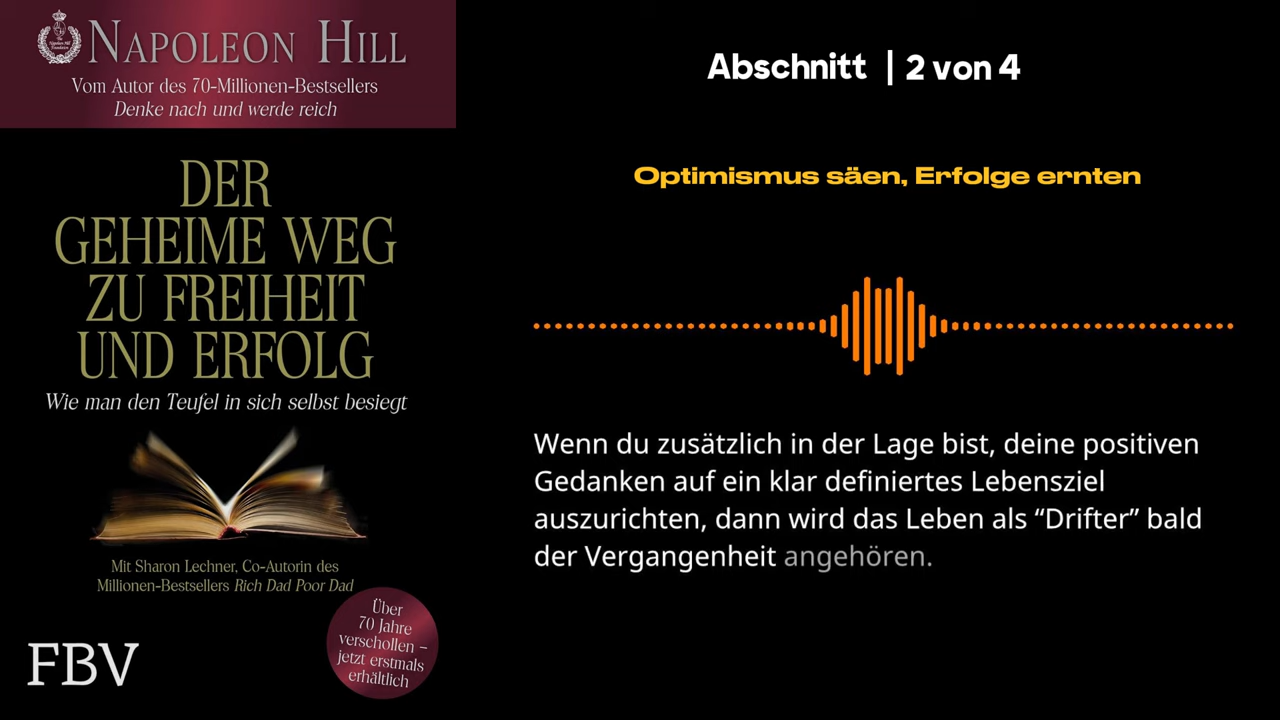 NAPOLEON HILL
Vom Autor des 70-Millionen-Bestsellers
Denke nach und werde reich
DER
GEHEIME WEG
ZU FREIHEIT
UND ERFOLG
Wie man den Teufel in sich selbst besiegt
Mit Sharon Lechner, Co-Autorin des
Millionen-Bestsellers Rich Dad Poor Dad
Über
70 Jahre
verschollen –
jetzt erstmals
erhältlich
FBV
Abschnitt | 2 von 4
Optimismus säen, Erfolge ernten
Wenn du zusätzlich in der Lage bist, deine positiven
Gedanken auf ein klar definiertes Lebensziel
auszurichten, dann wird das Leben als “Drifter” bald
der Vergangenheit angehören.